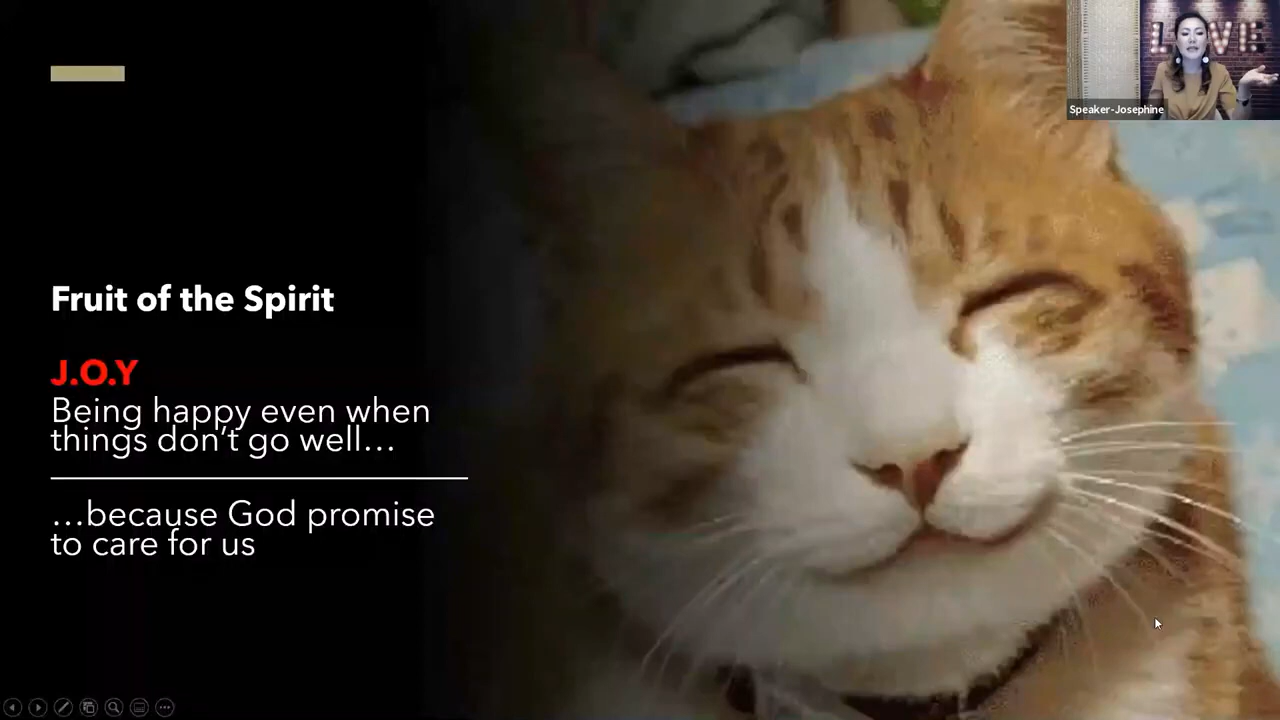 LOVE
Speaker-Josephine
Fruit of the Spirit
J.O.Y
Being happy even when
things don't go well...
...because God promise
to care for us